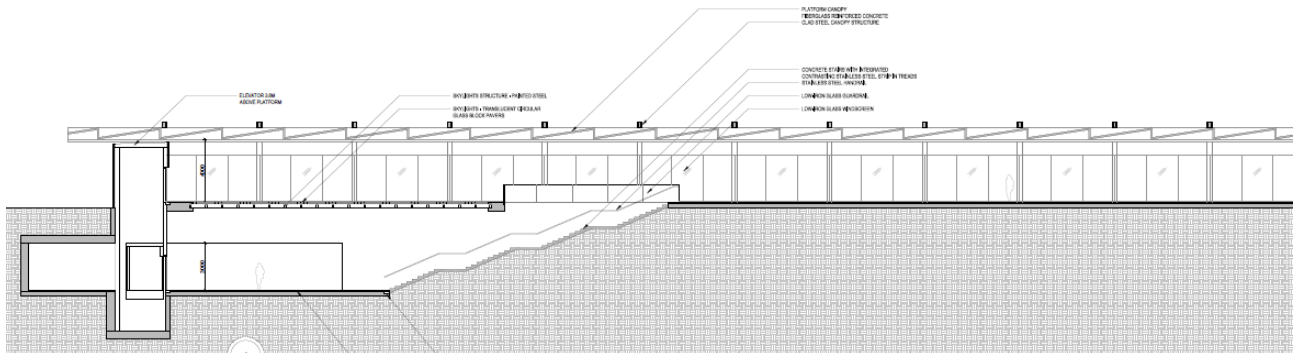 PLATFORM CANOPY
FIBERGLASS REINFORCED CONCRETE
CLAD STEEL CANOPY STRUCTURE
CONCRETE STAIRS WITH INTEGRATED
CONTRASTING STAINLESS STEEL STRIP IN TREADS
STAINLESS STEEL HANDRAIL
ELEVATOR 3.8M
ABOVE PLATFORM
SKYLIGHTS STRUCTURE - PAINTED STEEL
LOW-IRON GLASS GUARDRAIL
SKYLIGHTS - TRANSLUCENT CIRCULAR
GLASS BLOCK PAVERS
LOW-IRON GLASS WINDSCREEN
4000
3000